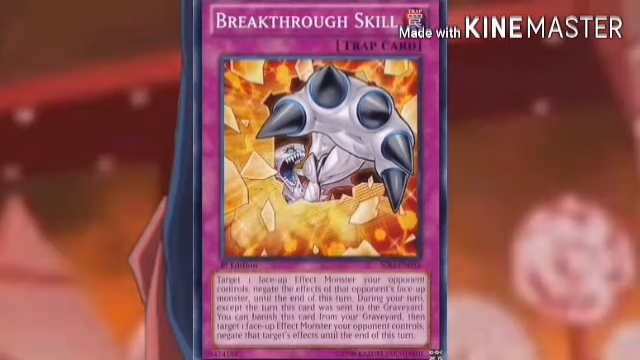 BREAKTHROUGH SKILL
TRAP
Made with KINEMASTER
[TRAP CARD]
1st Edition
Target 1 face-up Effect Monster your opponent
controls; negate the effects of that opponent's face-up
monster, until the end of this turn. During your turn,
except the turn this card was sent to the Graveyard:
You can banish this card from your Graveyard, then
target 1 face-up Effect Monster your opponent controls;
negate that target's effects until the end of this turn.